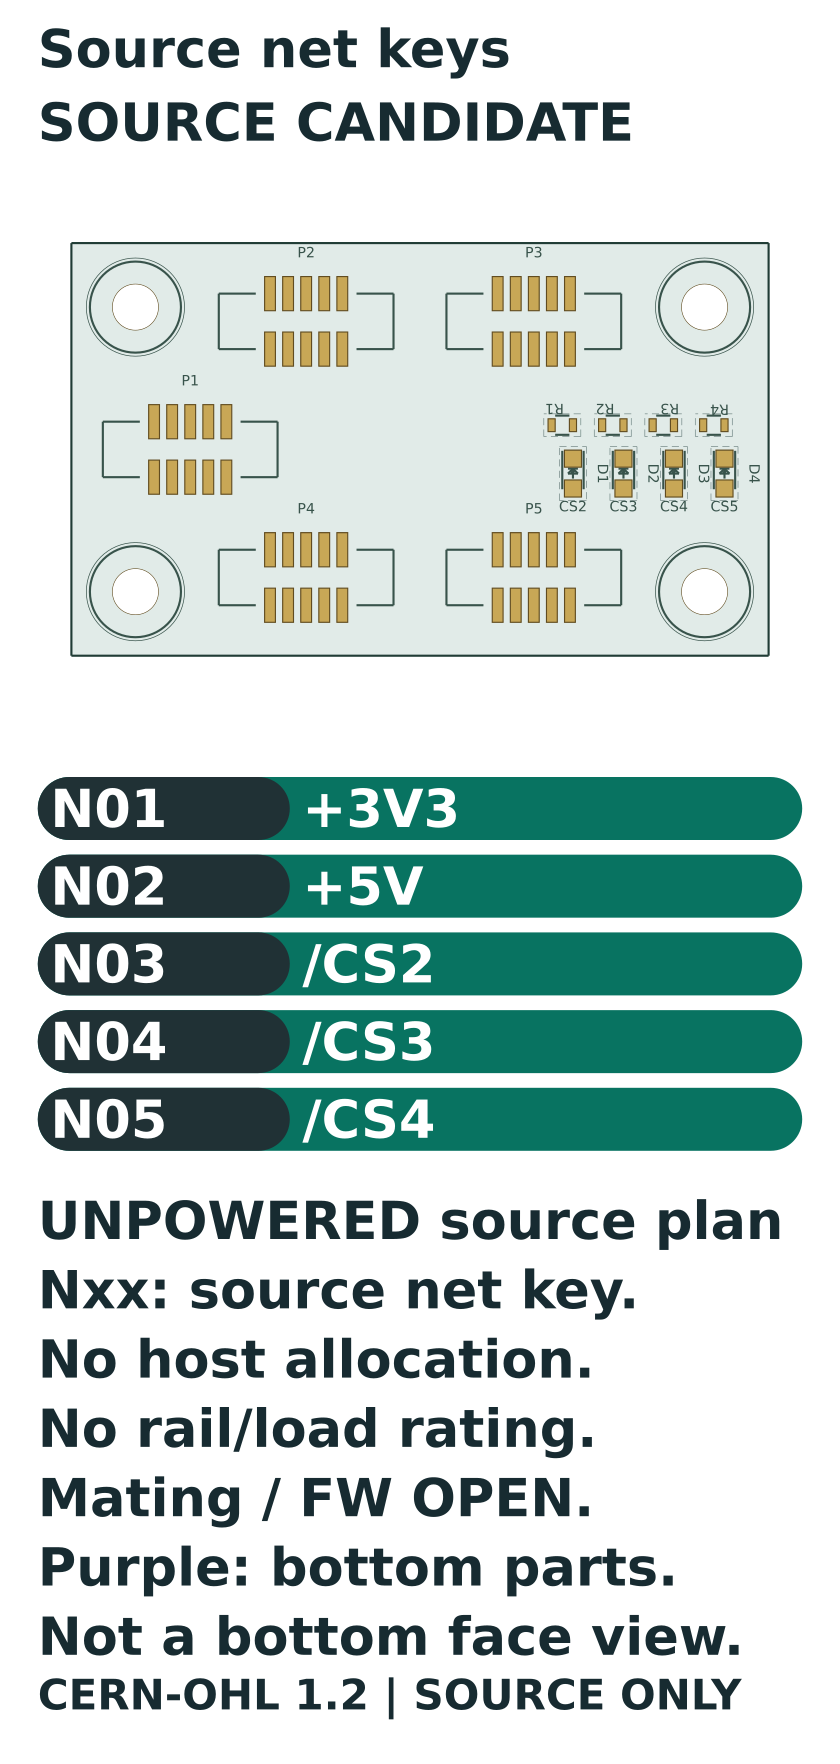 Source net keys
SOURCE CANDIDATE
P2 P3
P1
R1 R2 R3 R4
D1 D2 D3 D4
P4 P5 CS2 CS3 CS4 CS5
N01 +3V3
N02 +5V
N03 /CS2
N04 /CS3
N05 /CS4
UNPOWERED source plan
Nxx: source net key.
No host allocation.
No rail/load rating.
Mating / FW OPEN.
Purple: bottom parts.
Not a bottom face view.
CERN-OHL 1.2 | SOURCE ONLY